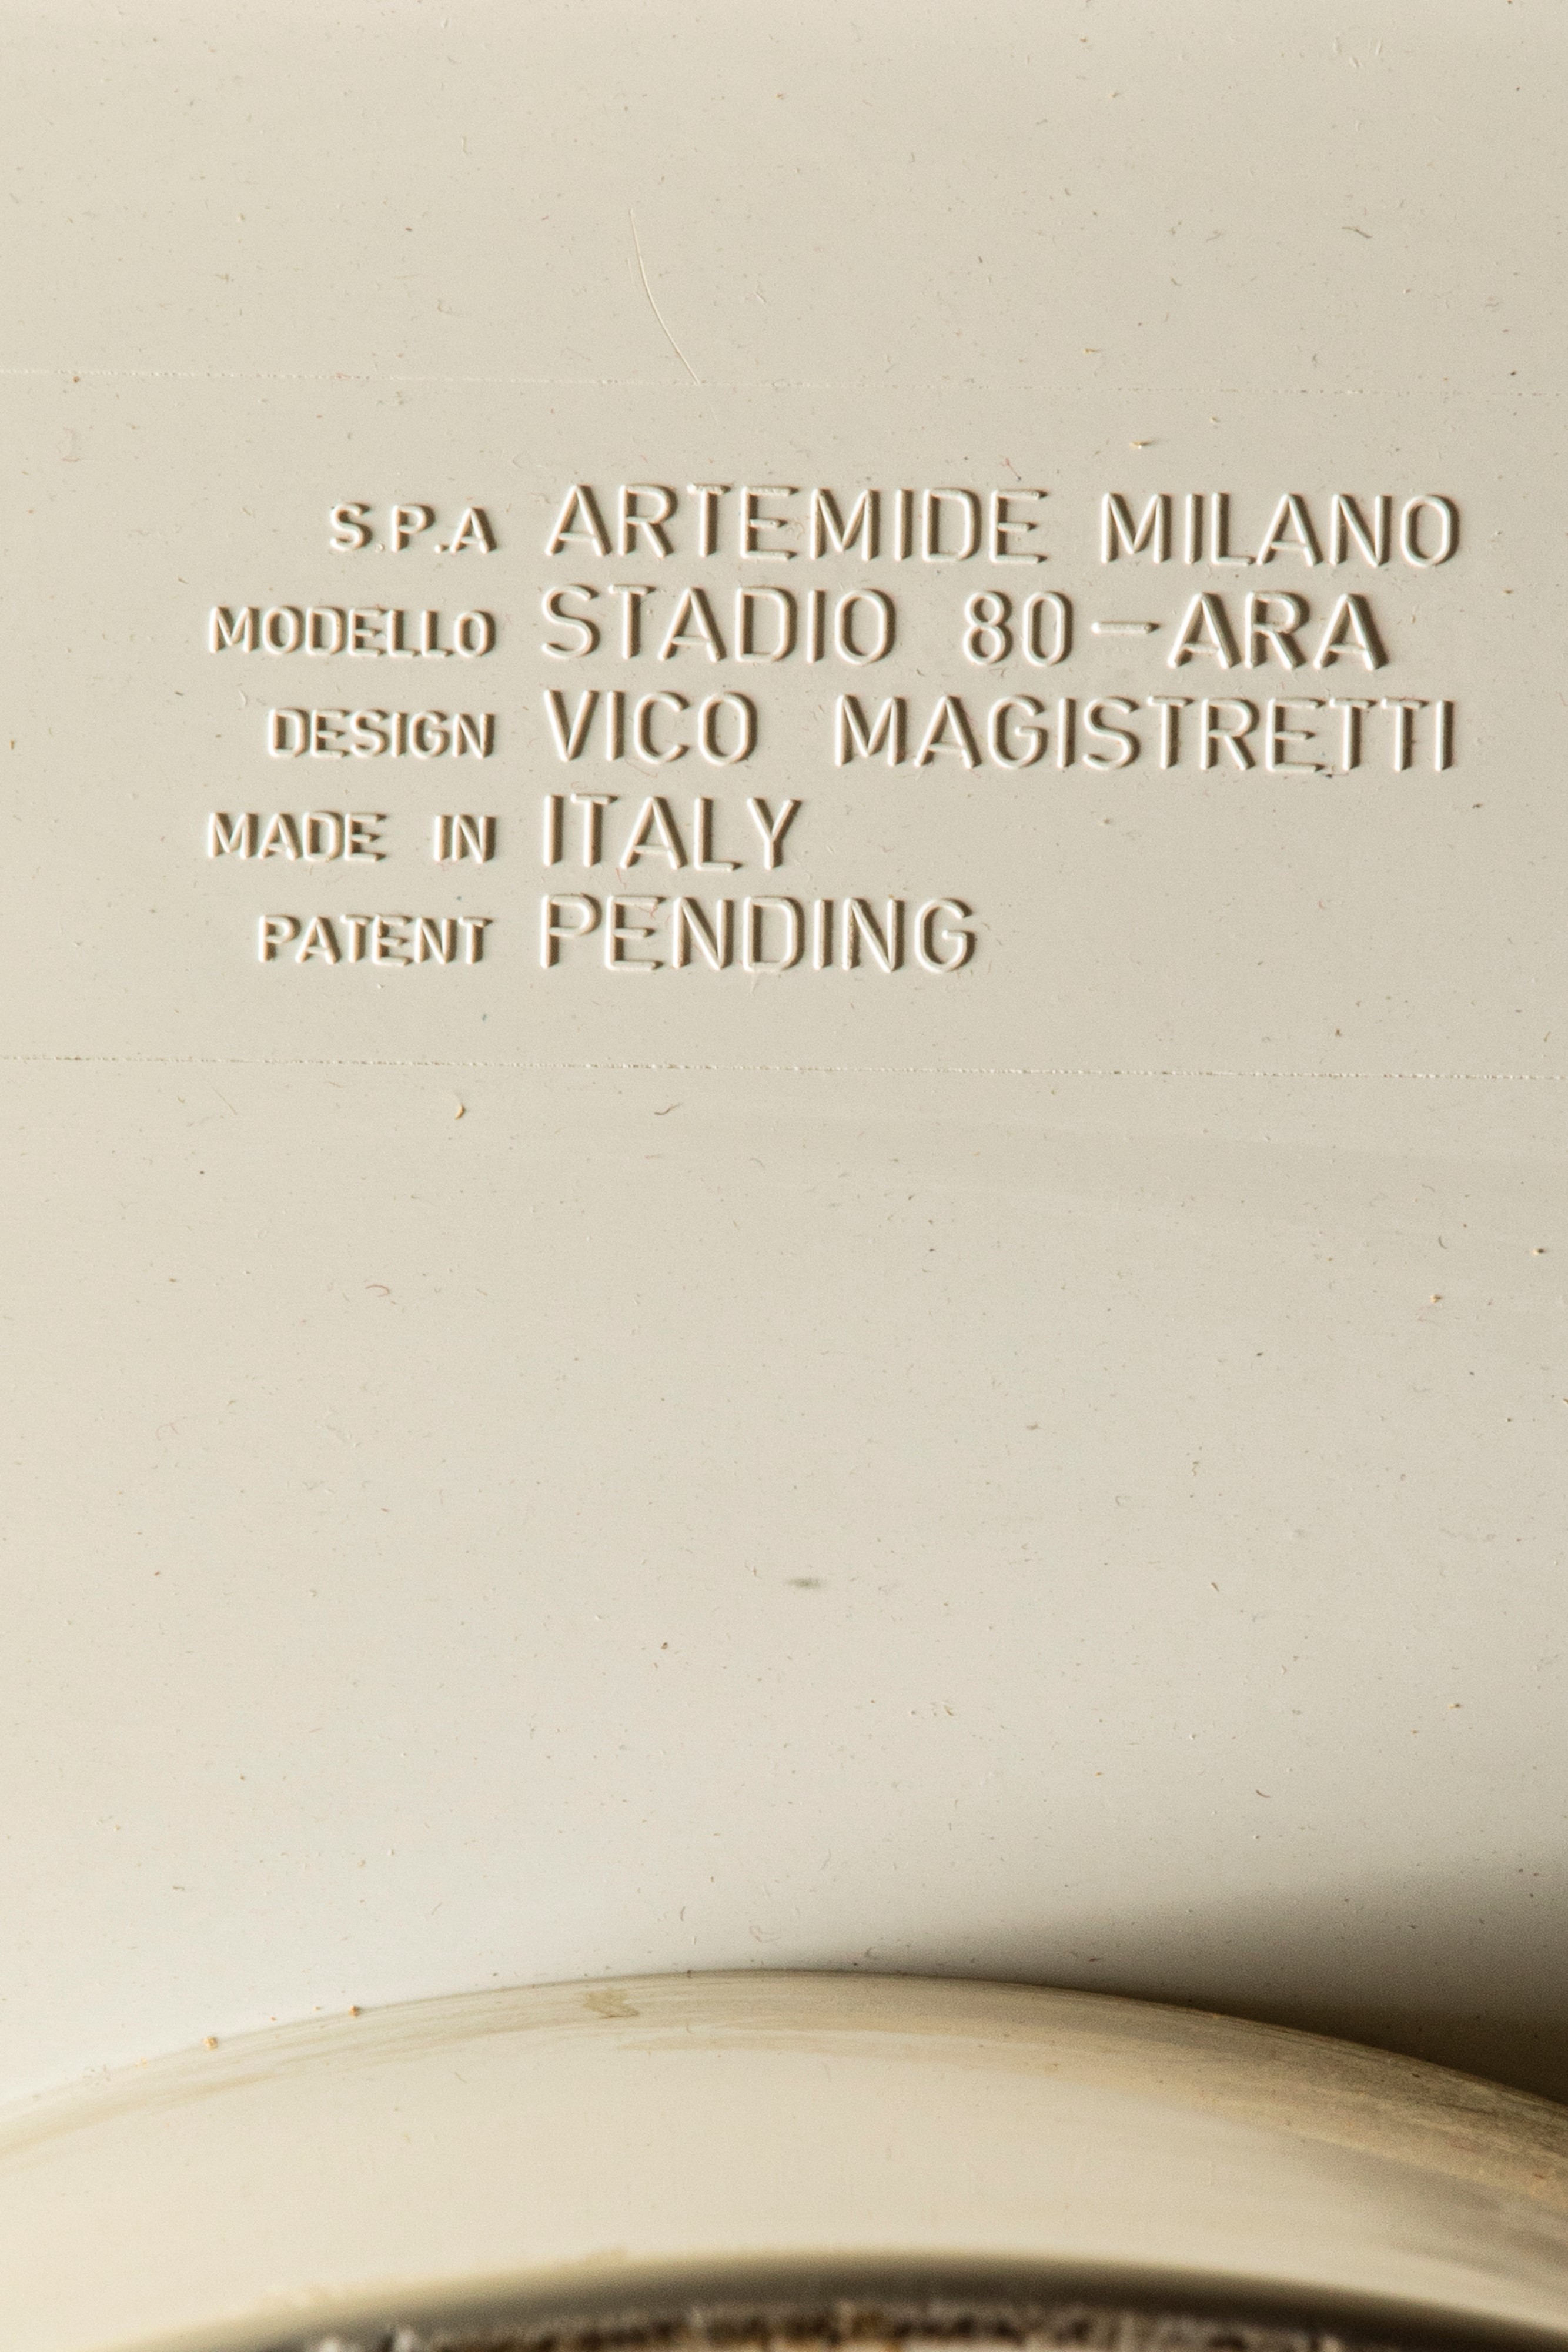 S.P.A ARTEMIDE MILANO
MODELLO STADIO 80-ARA
DESIGN VICO MAGISTRETTI
MADE IN ITALY
PATENT PENDING